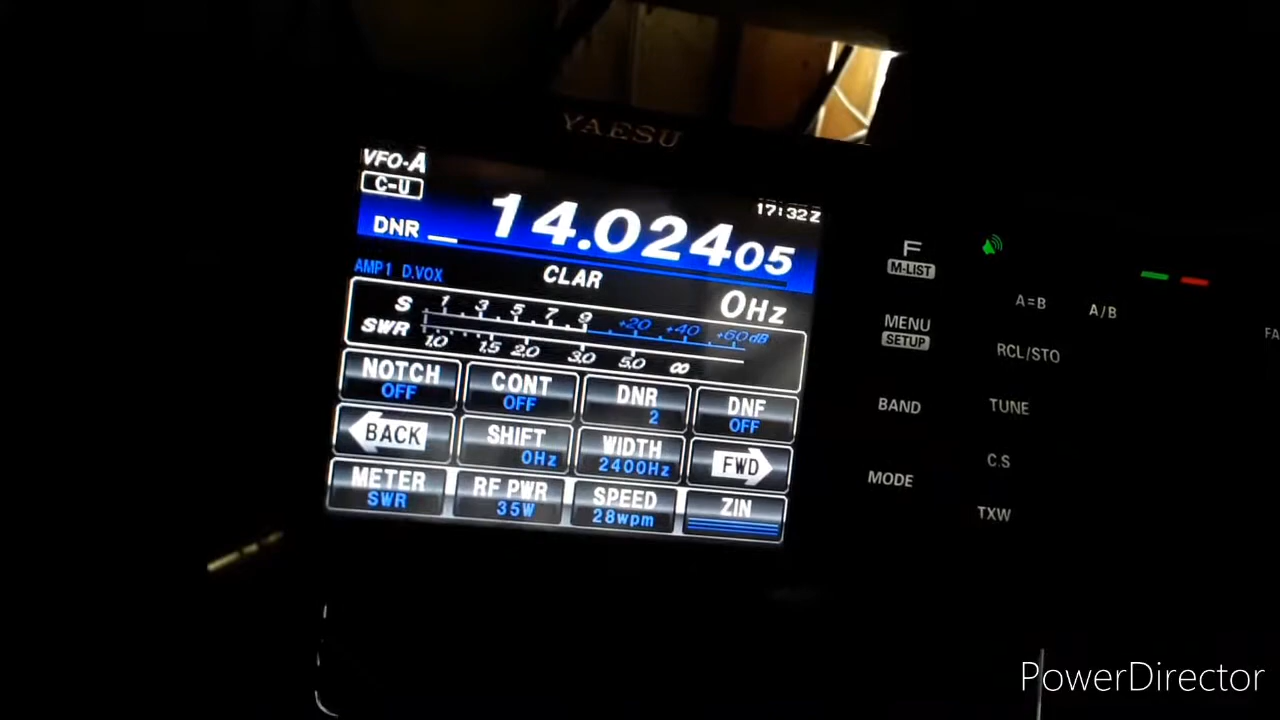 YAESU
VFO-A
C-U
17:32Z
DNR
14.02405
AMP1 D.VOX
CLAR
0Hz
S 1 3 5 7 9 +20 +40 +60dB
SWR 1.0 1.5 2.0 3.0 5.0 ∞
NOTCH OFF
CONT OFF
DNR 2
DNF OFF
BACK
SHIFT 0Hz
WIDTH 2400Hz
FWD
METER SWR
RF PWR 35W
SPEED 28wpm
ZIN
F
M-LIST
MENU
SETUP
BAND
MODE
A=B
A/B
RCL/STO
TUNE
C.S
TXW
FA
PowerDirector